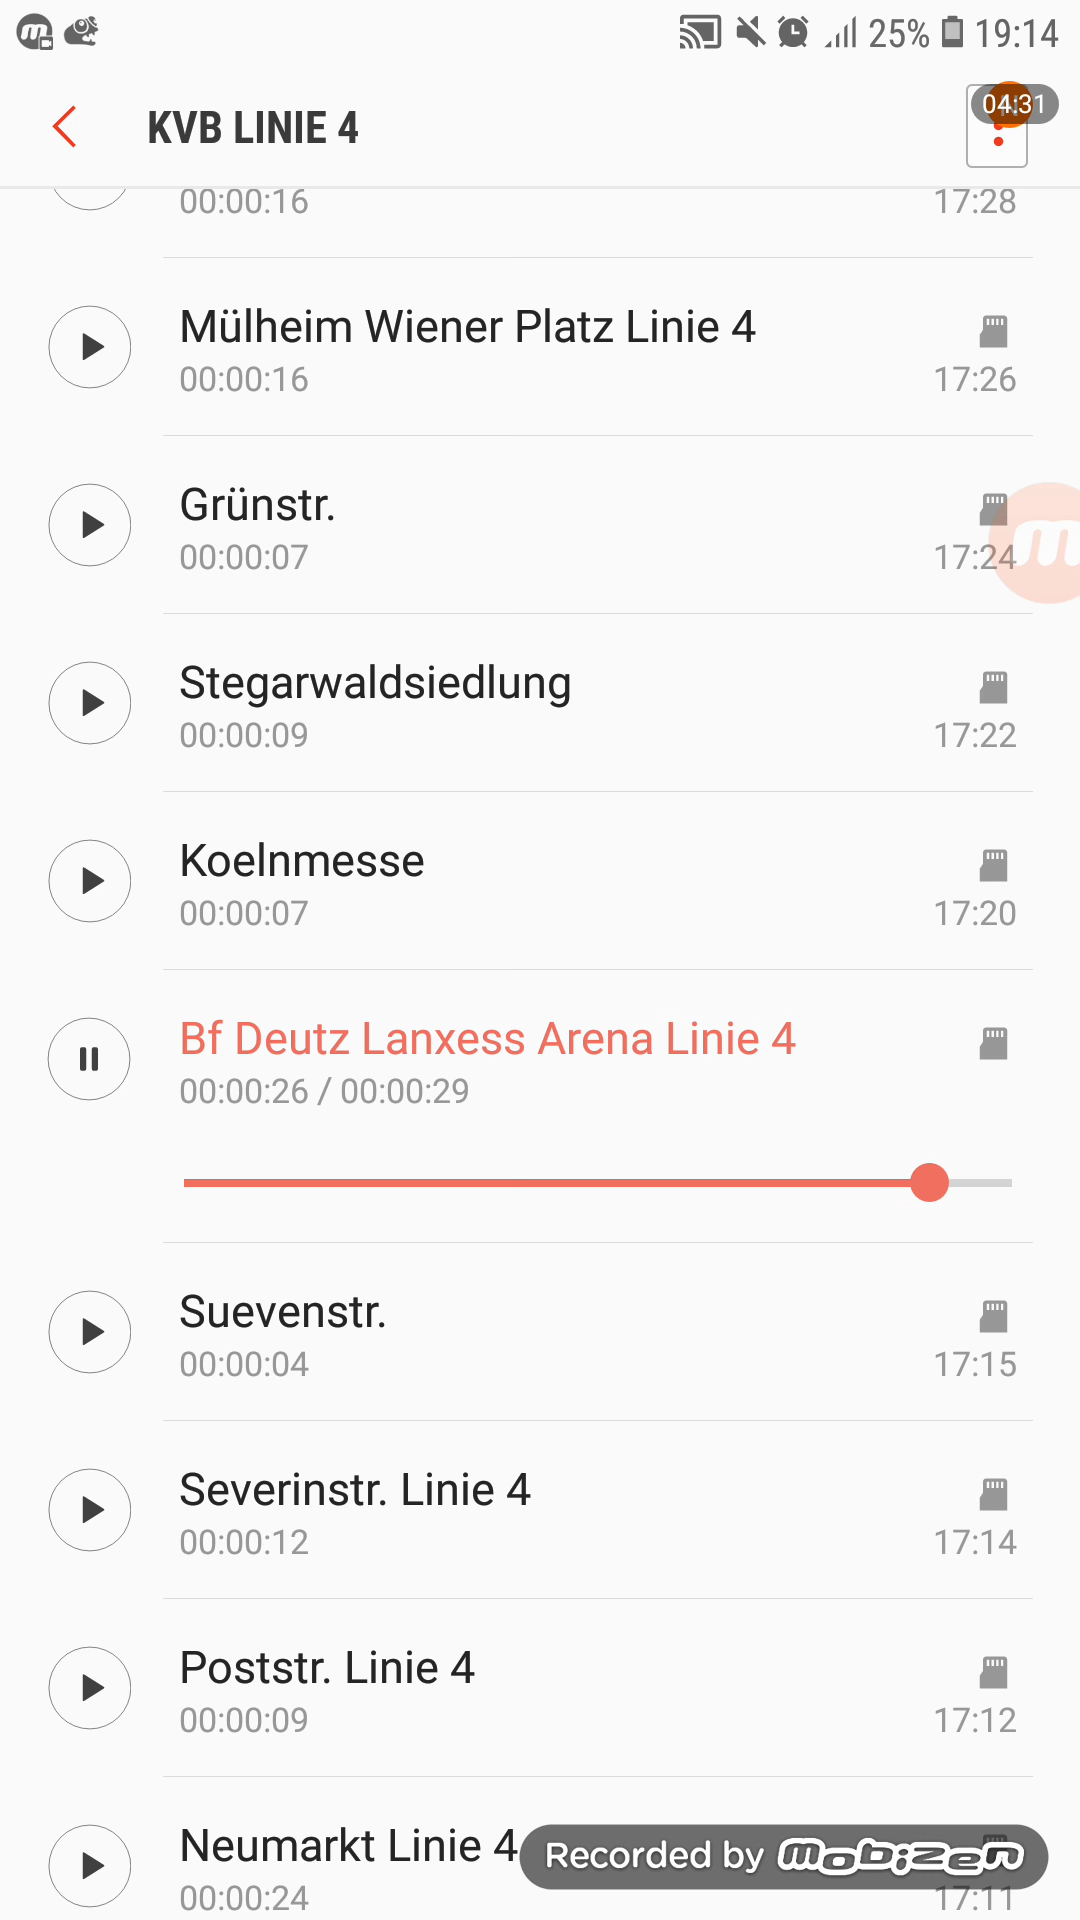 25% 19:14
KVB LINIE 4
04:31
00:00:16 17:28
Mülheim Wiener Platz Linie 4
00:00:16 17:26
Grünstr.
00:00:07 17:24
Stegarwaldsiedlung
00:00:09 17:22
Koelnmesse
00:00:07 17:20
Bf Deutz Lanxess Arena Linie 4
00:00:26 / 00:00:29
Suevenstr.
00:00:04 17:15
Severinstr. Linie 4
00:00:12 17:14
Poststr. Linie 4
00:00:09 17:12
Neumarkt Linie 4
Recorded by mobizen
00:00:24 17:11